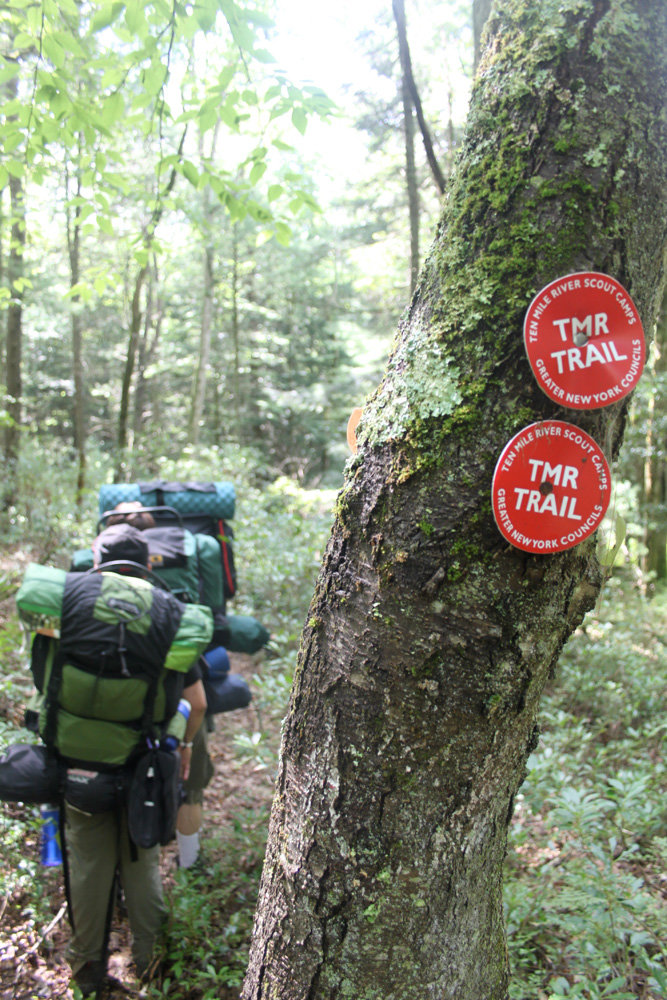 TEN MILE RIVER SCOUT CAMPS
TMR
TRAIL
GREATER NEW YORK COUNCILS
TEN MILE RIVER SCOUT CAMPS
TMR
TRAIL
GREATER NEW YORK COUNCILS